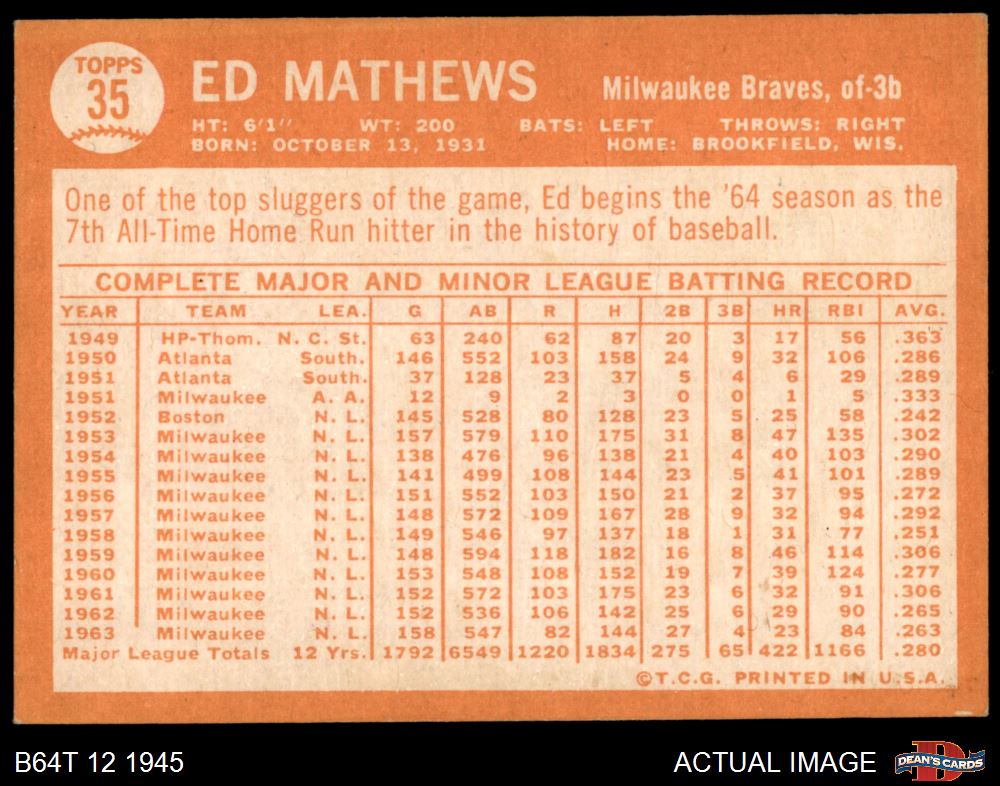 TOPPS
35
ED MATHEWS
Milwaukee Braves, of-3b
HT: 6'1" WT: 200 BATS: LEFT THROWS: RIGHT
BORN: OCTOBER 13, 1931 HOME: BROOKFIELD, WIS.
One of the top sluggers of the game, Ed begins the '64 season as the
7th All-Time Home Run hitter in the history of baseball.
COMPLETE MAJOR AND MINOR LEAGUE BATTING RECORD
YEAR TEAM LEA. G AB R H 2B 3B HR RBI AVG.
1949 HP-Thom. N. C. St. 63 240 62 87 20 3 17 56 .363
1950 Atlanta South. 146 552 103 158 24 9 32 106 .286
1951 Atlanta South. 37 128 23 37 5 4 6 29 .289
1951 Milwaukee A. A. 12 9 2 3 0 0 1 5 .333
1952 Boston N. L. 145 528 80 128 23 5 25 58 .242
1953 Milwaukee N. L. 157 579 110 175 31 8 47 135 .302
1954 Milwaukee N. L. 138 476 96 138 21 4 40 103 .290
1955 Milwaukee N. L. 141 499 108 144 23 5 41 101 .289
1956 Milwaukee N. L. 151 552 103 150 21 2 37 95 .272
1957 Milwaukee N. L. 148 572 109 167 28 9 32 94 .292
1958 Milwaukee N. L. 149 546 97 137 18 1 31 77 .251
1959 Milwaukee N. L. 148 594 118 182 16 8 46 114 .306
1960 Milwaukee N. L. 153 548 108 152 19 7 39 124 .277
1961 Milwaukee N. L. 152 572 103 175 23 6 32 91 .306
1962 Milwaukee N. L. 152 536 106 142 25 6 29 90 .265
1963 Milwaukee N. L. 158 547 82 144 27 4 23 84 .263
Major League Totals 12 Yrs. 1792 6549 1220 1834 275 65 422 1166 .280
©T.C.G. PRINTED IN U.S.A.
B64T 12 1945 ACTUAL IMAGE
D
DEAN'S CARDS